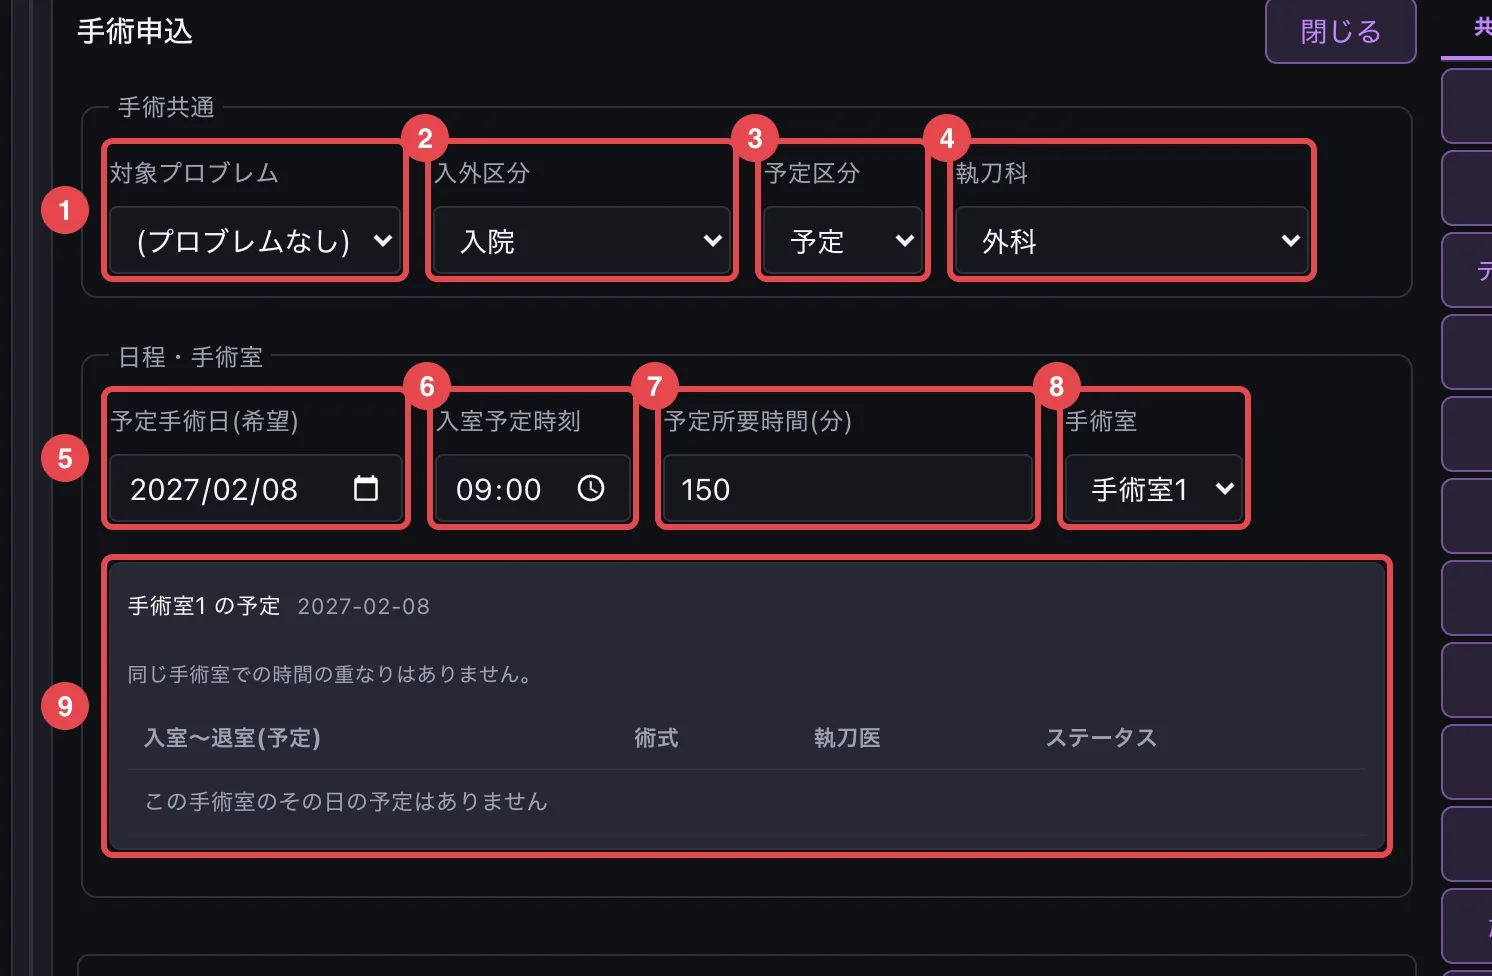 手術申込
閉じる
手術共通
1
対象プロブレム
(プロブレムなし)
2
入外区分
入院
3
予定区分
予定
4
執刀科
外科
日程・手術室
5
予定手術日(希望)
2027/02/08
6
入室予定時刻
09:00
7
予定所要時間(分)
150
8
手術室
手術室1
9
手術室1 の予定 2027-02-08
同じ手術室での時間の重なりはありません。
入室〜退室(予定) 術式 執刀医 ステータス
この手術室のその日の予定はありません